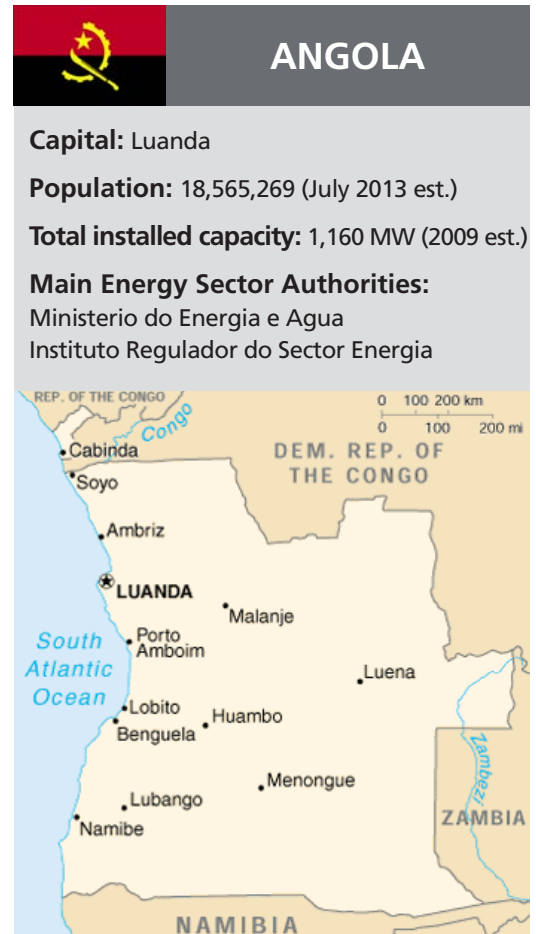 ANGOLA
Capital: Luanda
Population: 18,565,269 (July 2013 est.)
Total installed capacity: 1,160 MW (2009 est.)
Main Energy Sector Authorities:
Ministerio do Energia e Agua
Instituto Regulador do Sector Energia
REP. OF THE CONGO
0 100 200 km
0 100 200 mi
Congo
Cabinda
DEM. REP. OF
THE CONGO
Soyo
Ambriz
LUANDA
Malanje
Porto
Amboim
South
Atlantic
Ocean
Luena
Lobito
Huambo
Benguela
Zambezi
Menongue
Lubango
ZAMBIA
Namibe
NAMIBIA